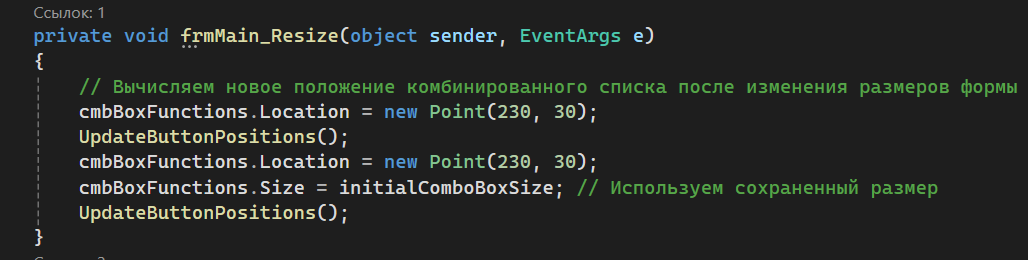 Ссылок: 1
private void frmMain_Resize(object sender, EventArgs e)
{
// Вычисляем новое положение комбинированного списка после изменения размеров формы
cmbBoxFunctions.Location = new Point(230, 30);
UpdateButtonPositions();
cmbBoxFunctions.Location = new Point(230, 30);
cmbBoxFunctions.Size = initialComboBoxSize; // Используем сохраненный размер
UpdateButtonPositions();
}